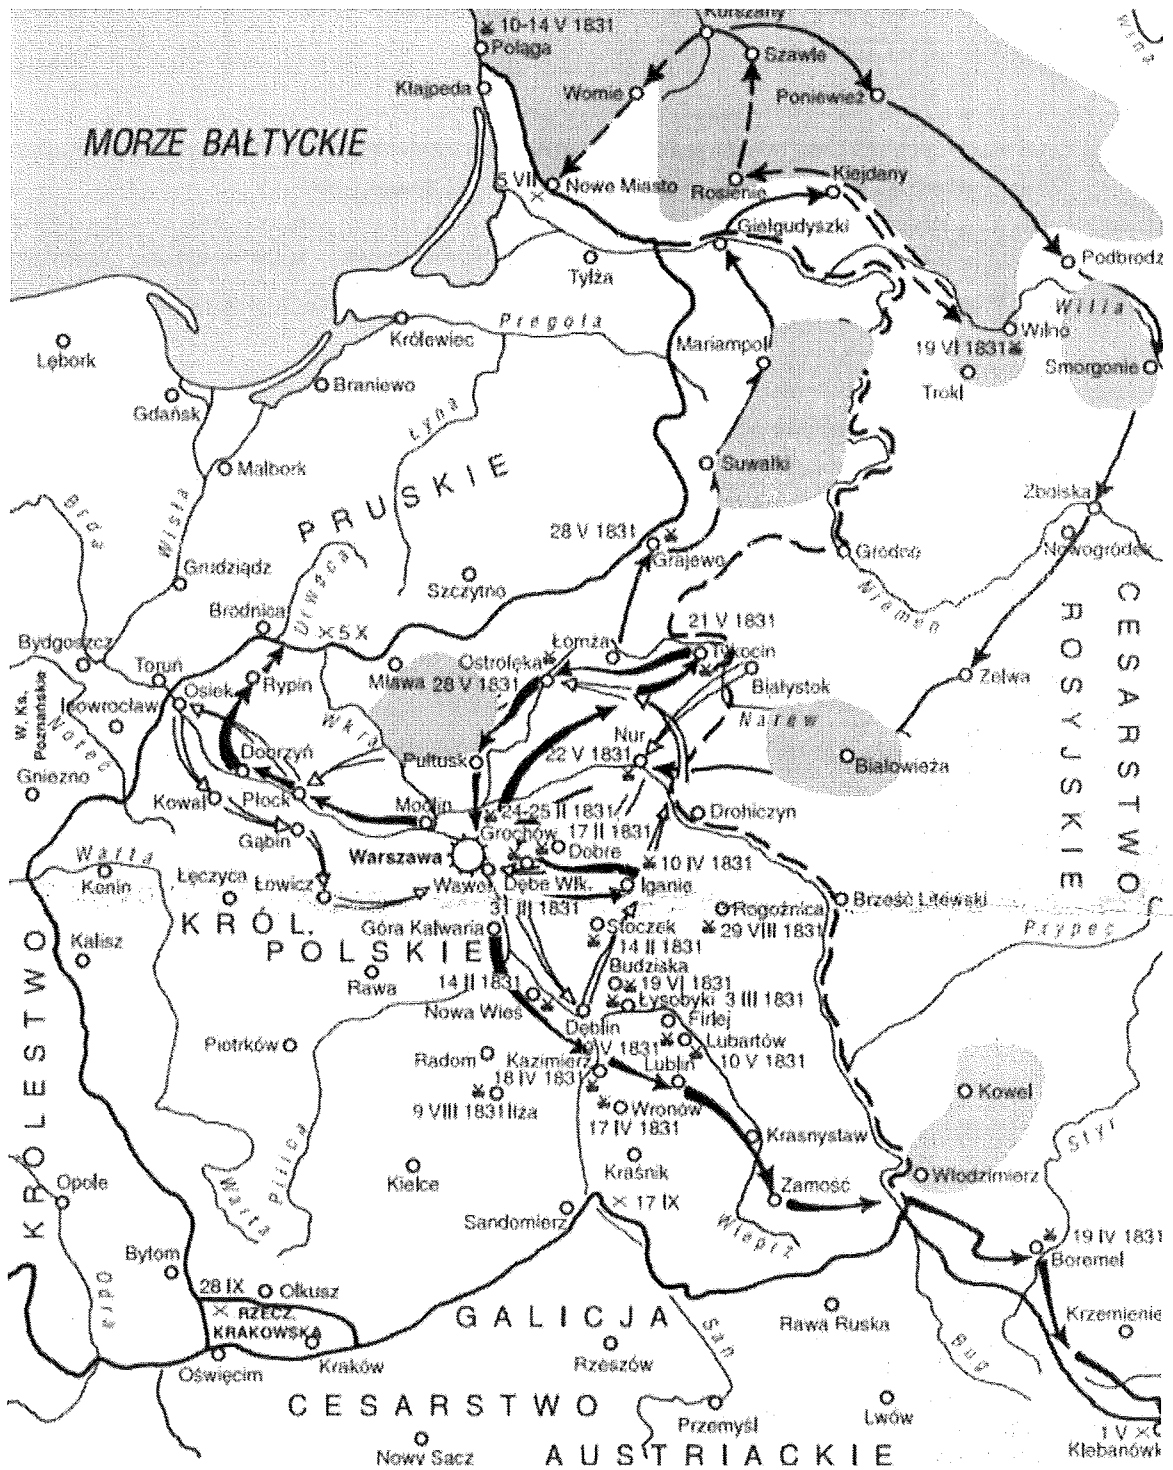 Kurszany
10-14 V 1831
Połąga
Szawle
Kłajpeda
Wornie
Poniewież
MORZE BAŁTYCKIE
5 VII
Nowe Miasto
Rosienie
Kiejdany
Giełgudyszki
Tylża
Podbrodz
Wilia
Pregoła
Wilno
Lębork
Królewiec
Mariampol
19 VI 1831
Smorgonie
Braniewo
Troki
Gdańsk
Łyna
Malbork
Suwałki
Brda
Wisła
PRUSKIE
Zboiska
28 V 1831
Grajewo
Grodno
Nowogródek
Grudziądz
Szczytno
Niemen
Brodnica
Drwęca
5 X
21 V 1831
CESARSTWO
ROSYJSKIE
Bydgoszcz
Toruń
Łomża
Tykocin
Ostrołęka
Osiek
Rypin
Mława
28 V 1831
Białystok
Zelwa
W. Ks.
Poznańskie
Inowrocław
Noteć
Wkra
Narew
Nur
22 V 1831
Gniezno
Dobrzyń
Pułtusk
Białowieża
Kowal
Płock
Modlin
24-25 II 1831
Drohiczyn
Gąbin
Grochów
17 II 1831
Warszawa
Dobre
10 IV 1831
Warta
Konin
Łęczyca
Łowicz
Wawer
Dębe Wlk.
Iganie
31 III 1831
Brześć Litewski
KRÓL.
POLSKIE
Góra Kalwaria
Stoczek
14 II 1831
Rogoźnica
29 VIII 1831
Prypeć
Kalisz
Rawa
14 II 1831
Nowa Wieś
Budziska
19 VI 1831
Łysobyki
3 III 1831
Dęblin
Firlej
Piotrków
Radom
Kazimierz
V 1831
Lubartów
10 V 1831
Lublin
18 IV 1831
9 VIII 1831
Iłża
Wronów
17 IV 1831
Kowel
Styr
KRÓLESTWO
Krasnystaw
Warta
Pilica
Kielce
Kraśnik
Włodzimierz
Opole
Zamość
Sandomierz
17 IX
Wieprz
19 IV 1831
Boremel
Bytom
Odra
28 IX
Olkusz
RZECZ.
KRAKOWSKA
GALICJA
San
Rawa Ruska
Krzemienie
Bug
Oświęcim
Kraków
Rzeszów
CESARSTWO
AUSTRIACKIE
Przemyśl
Lwów
Nowy Sącz
1 V
Klebanówk